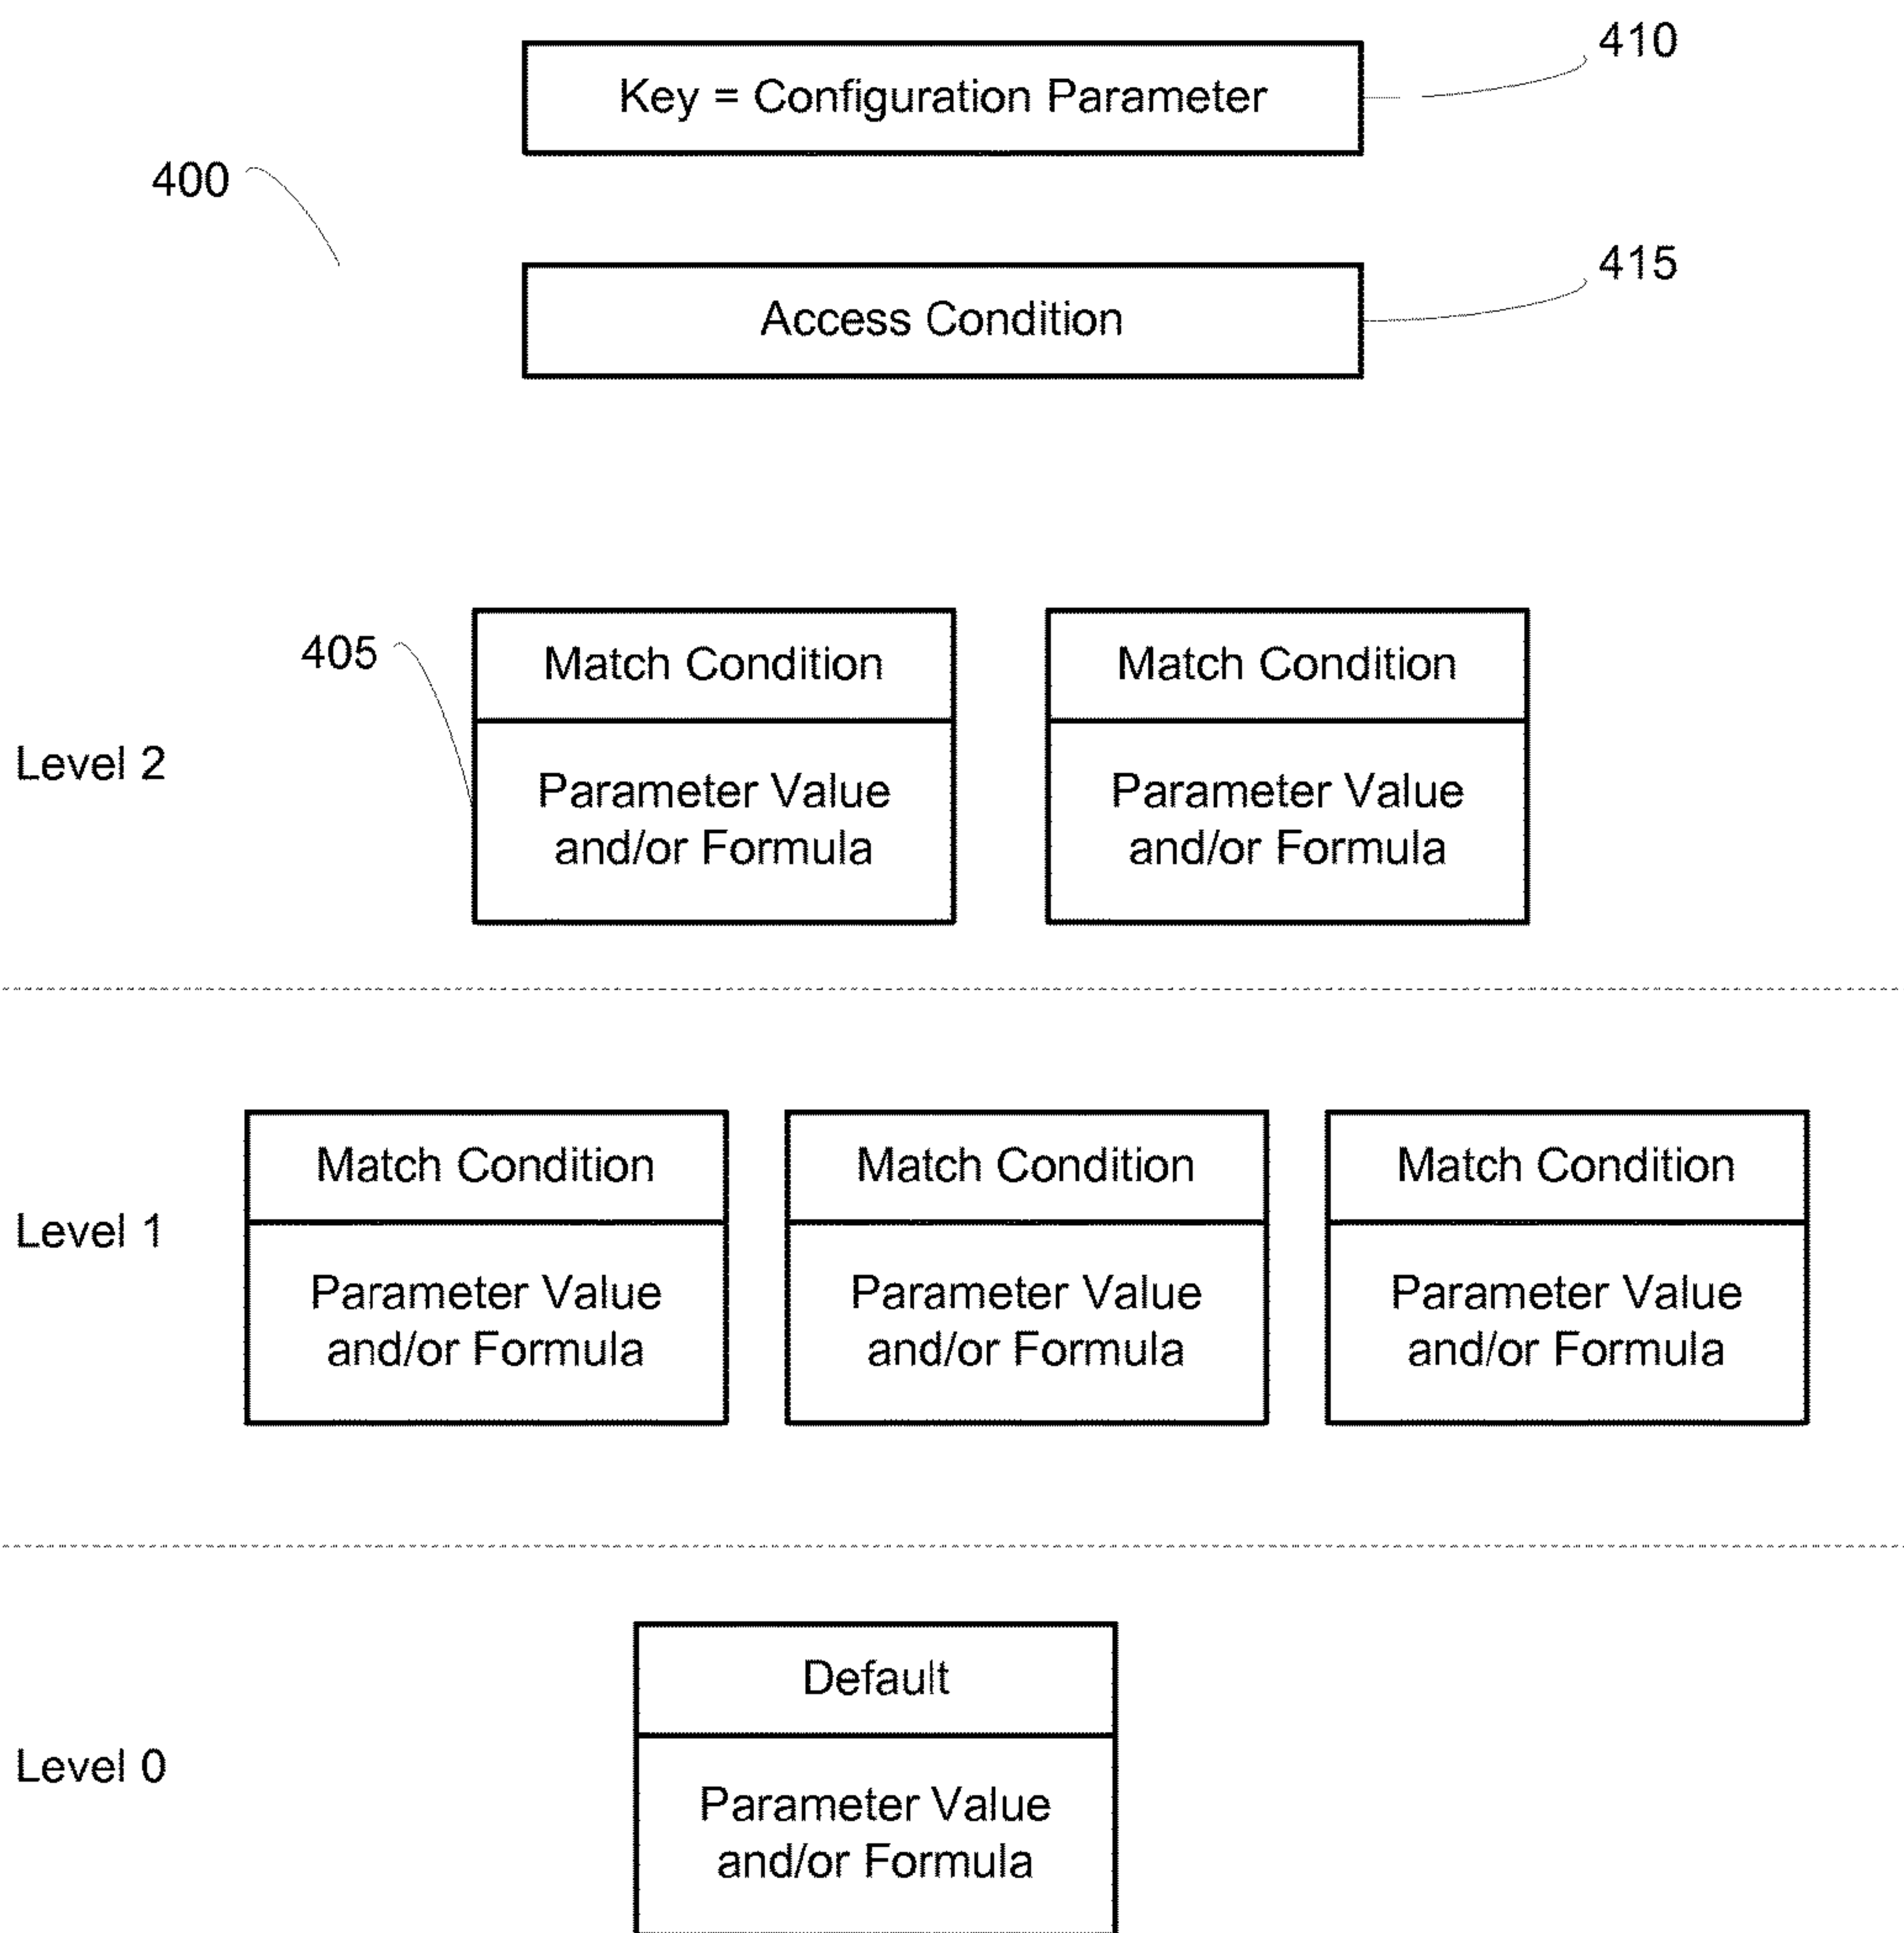 410
Key = Configuration Parameter
400
415
Access Condition
405
Match Condition
Match Condition
Level 2
Parameter Value
and/or Formula
Parameter Value
and/or Formula
Match Condition
Match Condition
Match Condition
Level 1
Parameter Value
and/or Formula
Parameter Value
and/or Formula
Parameter Value
and/or Formula
Default
Level 0
Parameter Value
and/or Formula